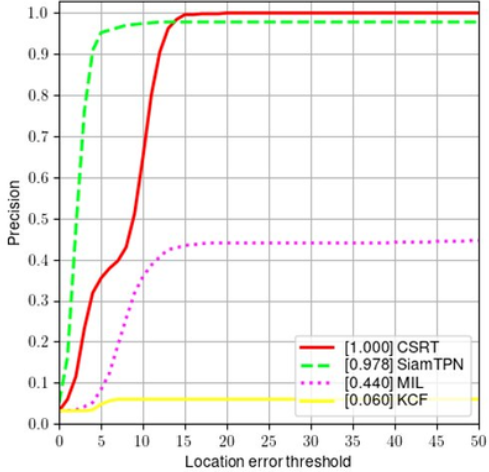 1.0
0.9
0.8
0.7
0.6
0.5
0.4
0.3
0.2
0.1
0.0
Precision
[1.000] CSRT
[0.978] SiamTPN
[0.440] MIL
[0.060] KCF
0 5 10 15 20 25 30 35 40 45 50
Location error threshold